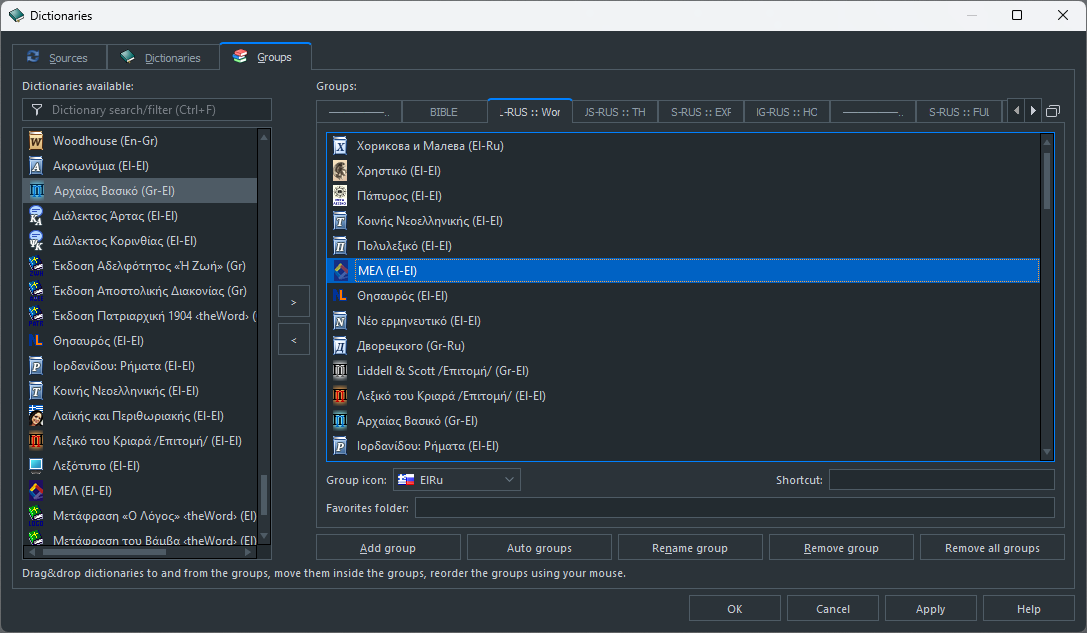 Dictionaries
Sources
Dictionaries
Groups
Dictionaries available:
Dictionary search/filter (Ctrl+F)
Woodhouse (En-Gr)
Ακρωνύμια (El-El)
Αρχαίας Βασικό (Gr-El)
Διάλεκτος Άρτας (El-El)
Διάλεκτος Κορινθίας (El-El)
Έκδοση Αδελφότητος «Ἡ Ζωή» (Gr)
Έκδοση Αποστολικής Διακονίας (Gr)
Έκδοση Πατριαρχική 1904 ‹theWord› (
Θησαυρός (El-El)
Ιορδανίδου: Ρήματα (El-El)
Κοινής Νεοελληνικής (El-El)
Λαϊκής και Περιθωριακής (El-El)
Λεξικό του Κριαρά /Επιτομή/ (El-El)
Λεξότυπο (El-El)
ΜΕΛ (El-El)
Μετάφραση «Ο Λόγος» ‹theWord› (El)
Μετάφραση του Βάμβα ‹theWord› (El)
>
<
Groups:
BIBLE
..-RUS :: Wor
JS-RUS :: TH
S-RUS :: EXF
IG-RUS :: HC
S-RUS :: FUL
Хорикова и Малева (El-Ru)
Χρηστικό (El-El)
Πάπυρος (El-El)
Κοινής Νεοελληνικής (El-El)
Πολυλεξικό (El-El)
ΜΕΛ (El-El)
Θησαυρός (El-El)
Νέο ερμηνευτικό (El-El)
Дворецкого (Gr-Ru)
Liddell & Scott /Επιτομή/ (Gr-El)
Λεξικό του Κριαρά /Επιτομή/ (El-El)
Αρχαίας Βασικό (Gr-El)
Ιορδανίδου: Ρήματα (El-El)
Group icon: ElRu Shortcut:
Favorites folder:
Add group Auto groups Rename group Remove group Remove all groups
Drag&drop dictionaries to and from the groups, move them inside the groups, reorder the groups using your mouse.
OK Cancel Apply Help